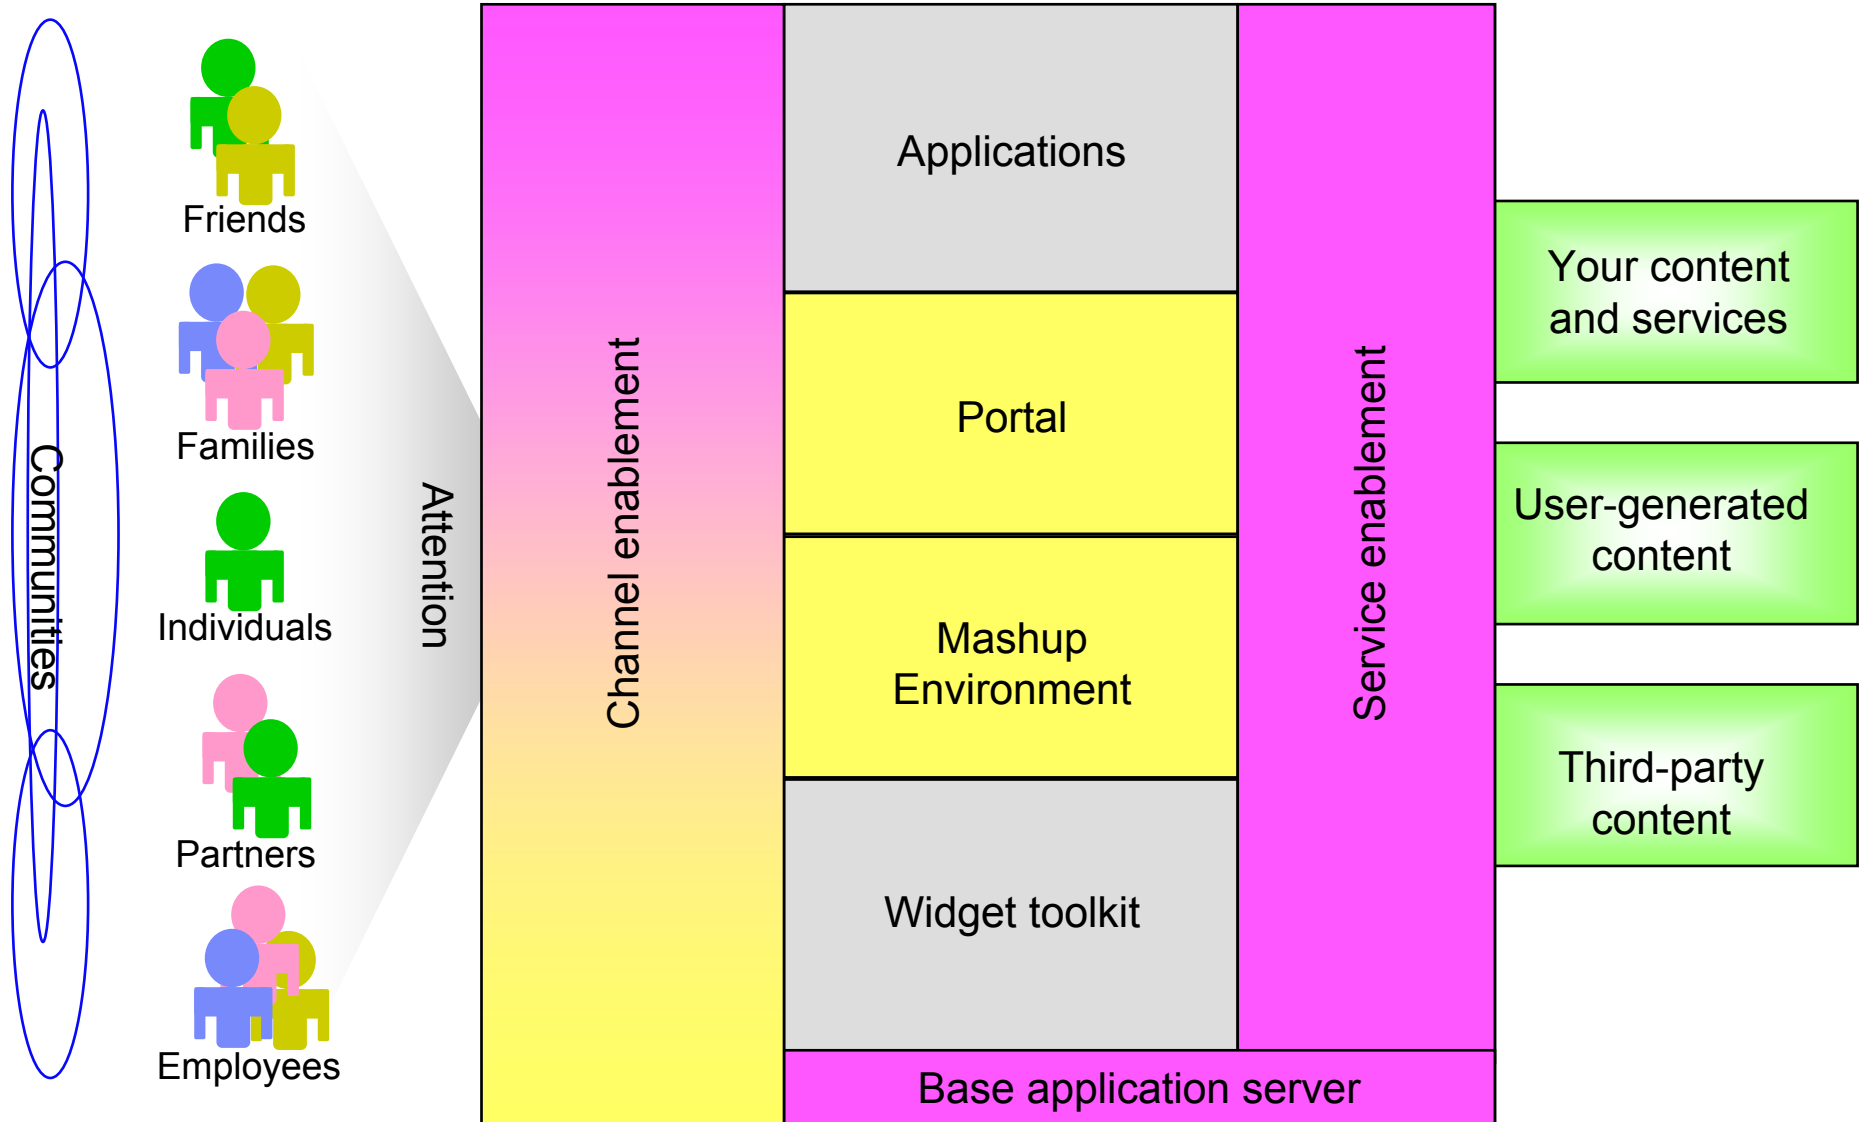 Communities
Friends
Families
Individuals
Partners
Employees
Attention
Channel enablement
Applications
Portal
Mashup
Environment
Widget toolkit
Service enablement
Base application server
Your content
and services
User-generated
content
Third-party
content